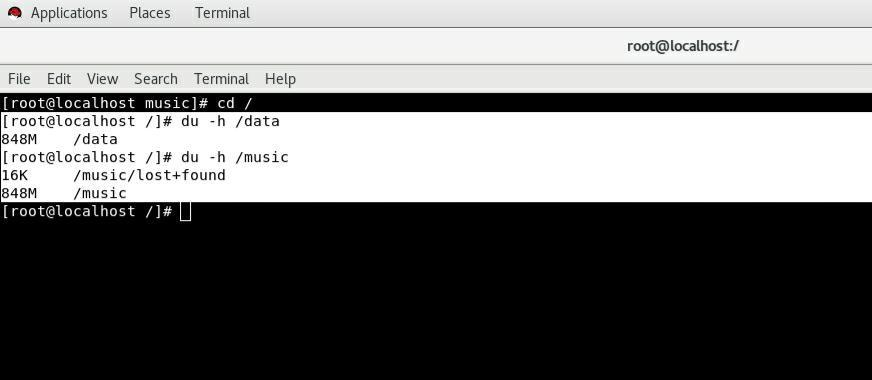 Applications Places Terminal
root@localhost:/
File Edit View Search Terminal Help
[root@localhost music]# cd /
[root@localhost /]# du -h /data
848M    /data
[root@localhost /]# du -h /music
16K     /music/lost+found
848M    /music
[root@localhost /]#